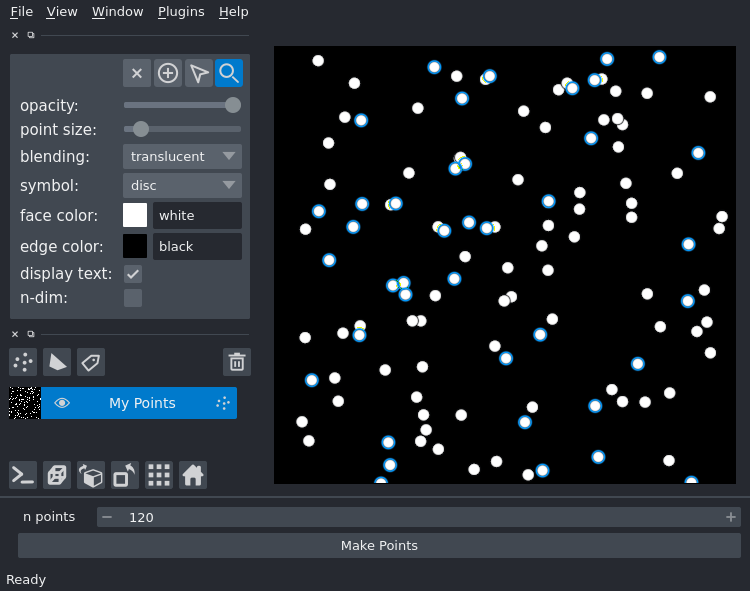 File View Window Plugins Help
opacity:
point size:
blending: translucent
symbol: disc
face color: white
edge color: black
display text:
n-dim:
My Points
n points 120
Make Points
Ready